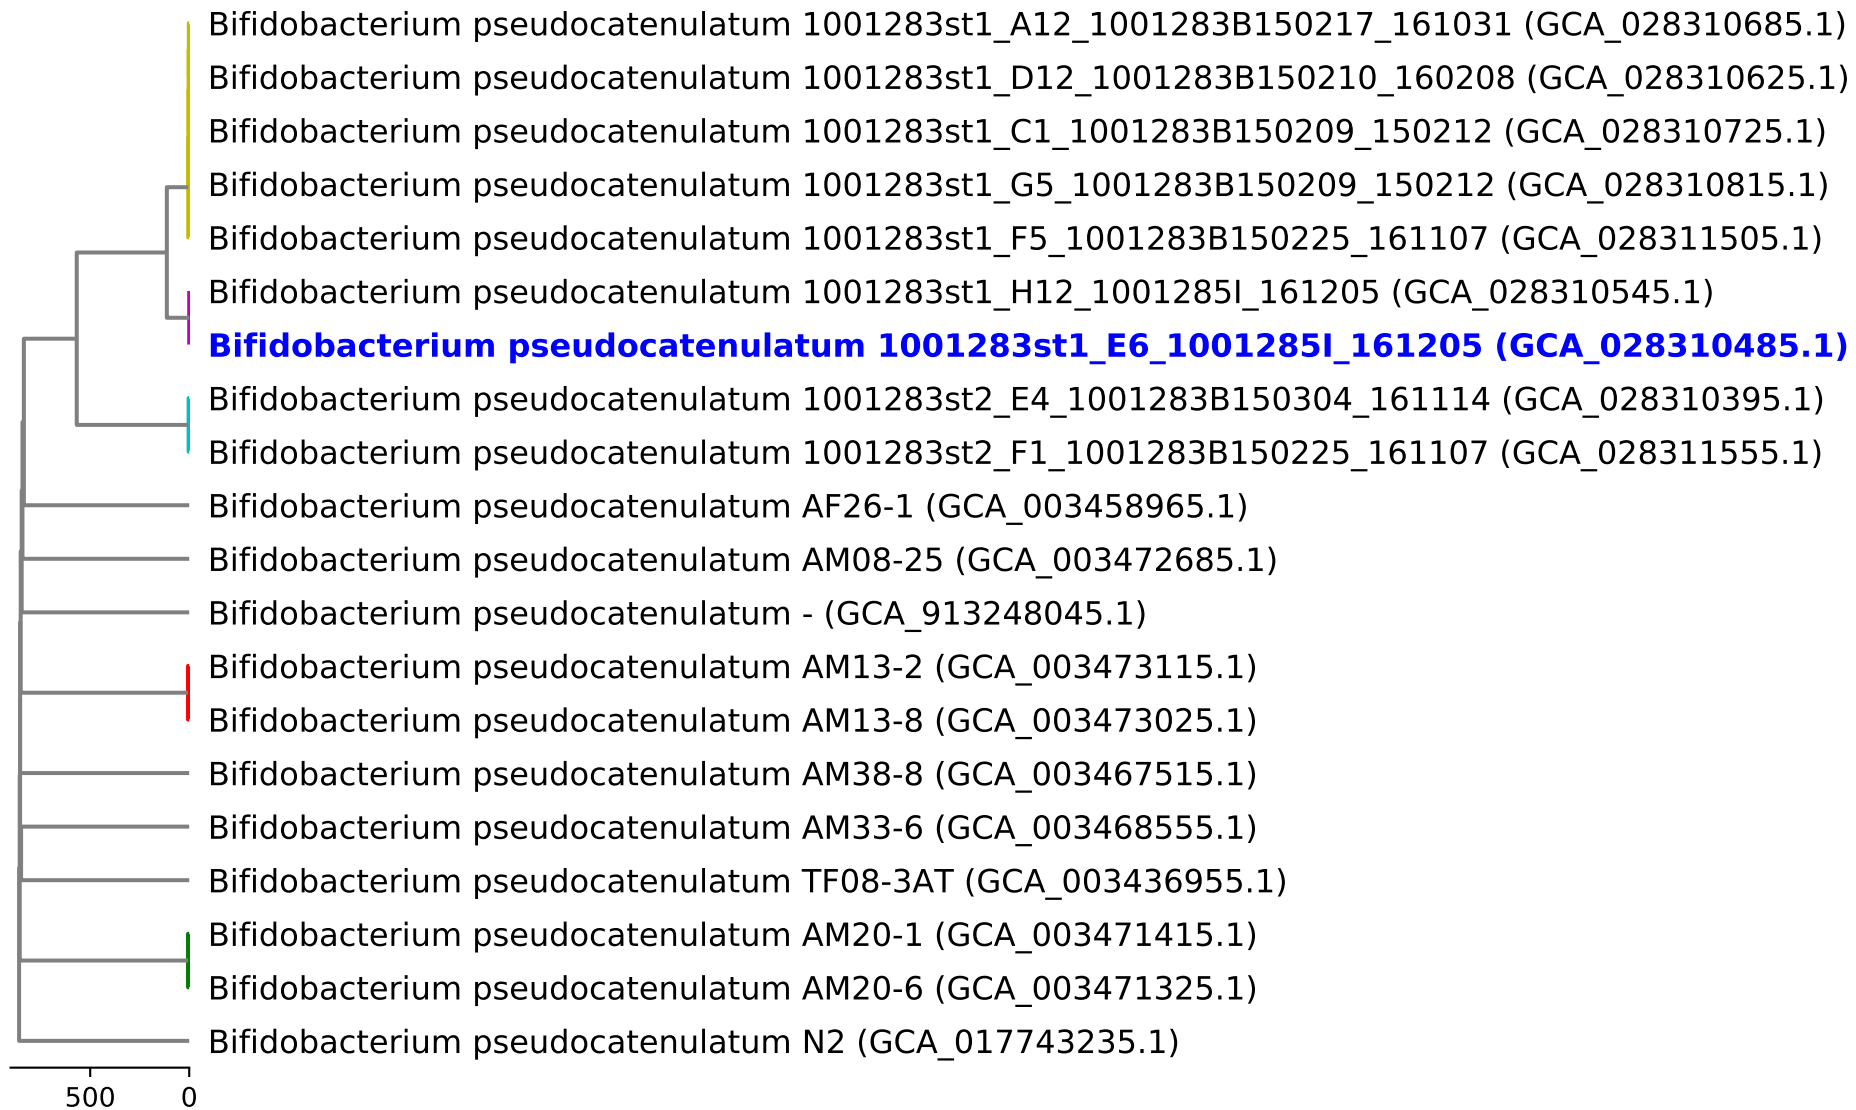 Bifidobacterium pseudocatenulatum 1001283st1_A12_1001283B150217_161031 (GCA_028310685.1)
Bifidobacterium pseudocatenulatum 1001283st1_D12_1001283B150210_160208 (GCA_028310625.1)
Bifidobacterium pseudocatenulatum 1001283st1_C1_1001283B150209_150212 (GCA_028310725.1)
Bifidobacterium pseudocatenulatum 1001283st1_G5_1001283B150209_150212 (GCA_028310815.1)
Bifidobacterium pseudocatenulatum 1001283st1_F5_1001283B150225_161107 (GCA_028311505.1)
Bifidobacterium pseudocatenulatum 1001283st1_H12_1001285I_161205 (GCA_028310545.1)
Bifidobacterium pseudocatenulatum 1001283st1_E6_1001285I_161205 (GCA_028310485.1)
Bifidobacterium pseudocatenulatum 1001283st2_E4_1001283B150304_161114 (GCA_028310395.1)
Bifidobacterium pseudocatenulatum 1001283st2_F1_1001283B150225_161107 (GCA_028311555.1)
Bifidobacterium pseudocatenulatum AF26-1 (GCA_003458965.1)
Bifidobacterium pseudocatenulatum AM08-25 (GCA_003472685.1)
Bifidobacterium pseudocatenulatum - (GCA_913248045.1)
Bifidobacterium pseudocatenulatum AM13-2 (GCA_003473115.1)
Bifidobacterium pseudocatenulatum AM13-8 (GCA_003473025.1)
Bifidobacterium pseudocatenulatum AM38-8 (GCA_003467515.1)
Bifidobacterium pseudocatenulatum AM33-6 (GCA_003468555.1)
Bifidobacterium pseudocatenulatum TF08-3AT (GCA_003436955.1)
Bifidobacterium pseudocatenulatum AM20-1 (GCA_003471415.1)
Bifidobacterium pseudocatenulatum AM20-6 (GCA_003471325.1)
Bifidobacterium pseudocatenulatum N2 (GCA_017743235.1)
500 0